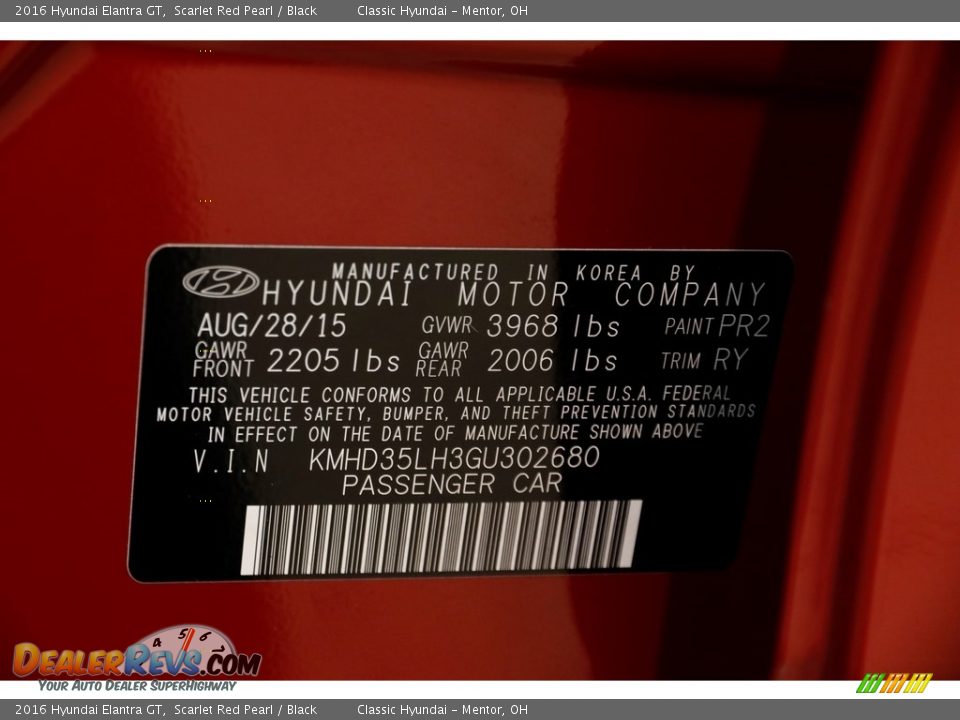 2016 Hyundai Elantra GT, Scarlet Red Pearl / Black Classic Hyundai – Mentor, OH
MANUFACTURED IN KOREA BY
HYUNDAI MOTOR COMPANY
AUG/28/15 GVWR 3968 lbs PAINT PR2
GAWR FRONT 2205 lbs GAWR REAR 2006 lbs TRIM RY
THIS VEHICLE CONFORMS TO ALL APPLICABLE U.S.A. FEDERAL
MOTOR VEHICLE SAFETY, BUMPER, AND THEFT PREVENTION STANDARDS
IN EFFECT ON THE DATE OF MANUFACTURE SHOWN ABOVE
V.I.N KMHD35LH3GU302680
PASSENGER CAR
4 5 6
DEALERREVS.COM
YOUR AUTO DEALER SUPERHIGHWAY
2016 Hyundai Elantra GT, Scarlet Red Pearl / Black Classic Hyundai – Mentor, OH